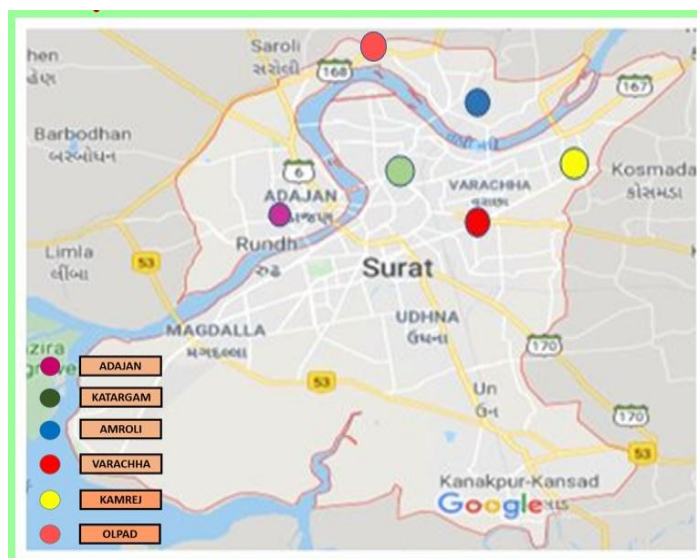 Saroli
સરોલી
168
167
Barbodhan
બરબોધન
6
ADAJAN
VARACHHA
વરાછા
Kosmada
કોસમડા
Limla
લીંબા
53
Rundh
રુંઢ
Surat
MAGDALLA
મગદલ્લા
UDHNA
ઉધના
170
53
Un
ઉન
170
53
Kanakpur-Kansad
Google
ADAJAN
KATARGAM
AMROLI
VARACHHA
KAMREJ
OLPAD